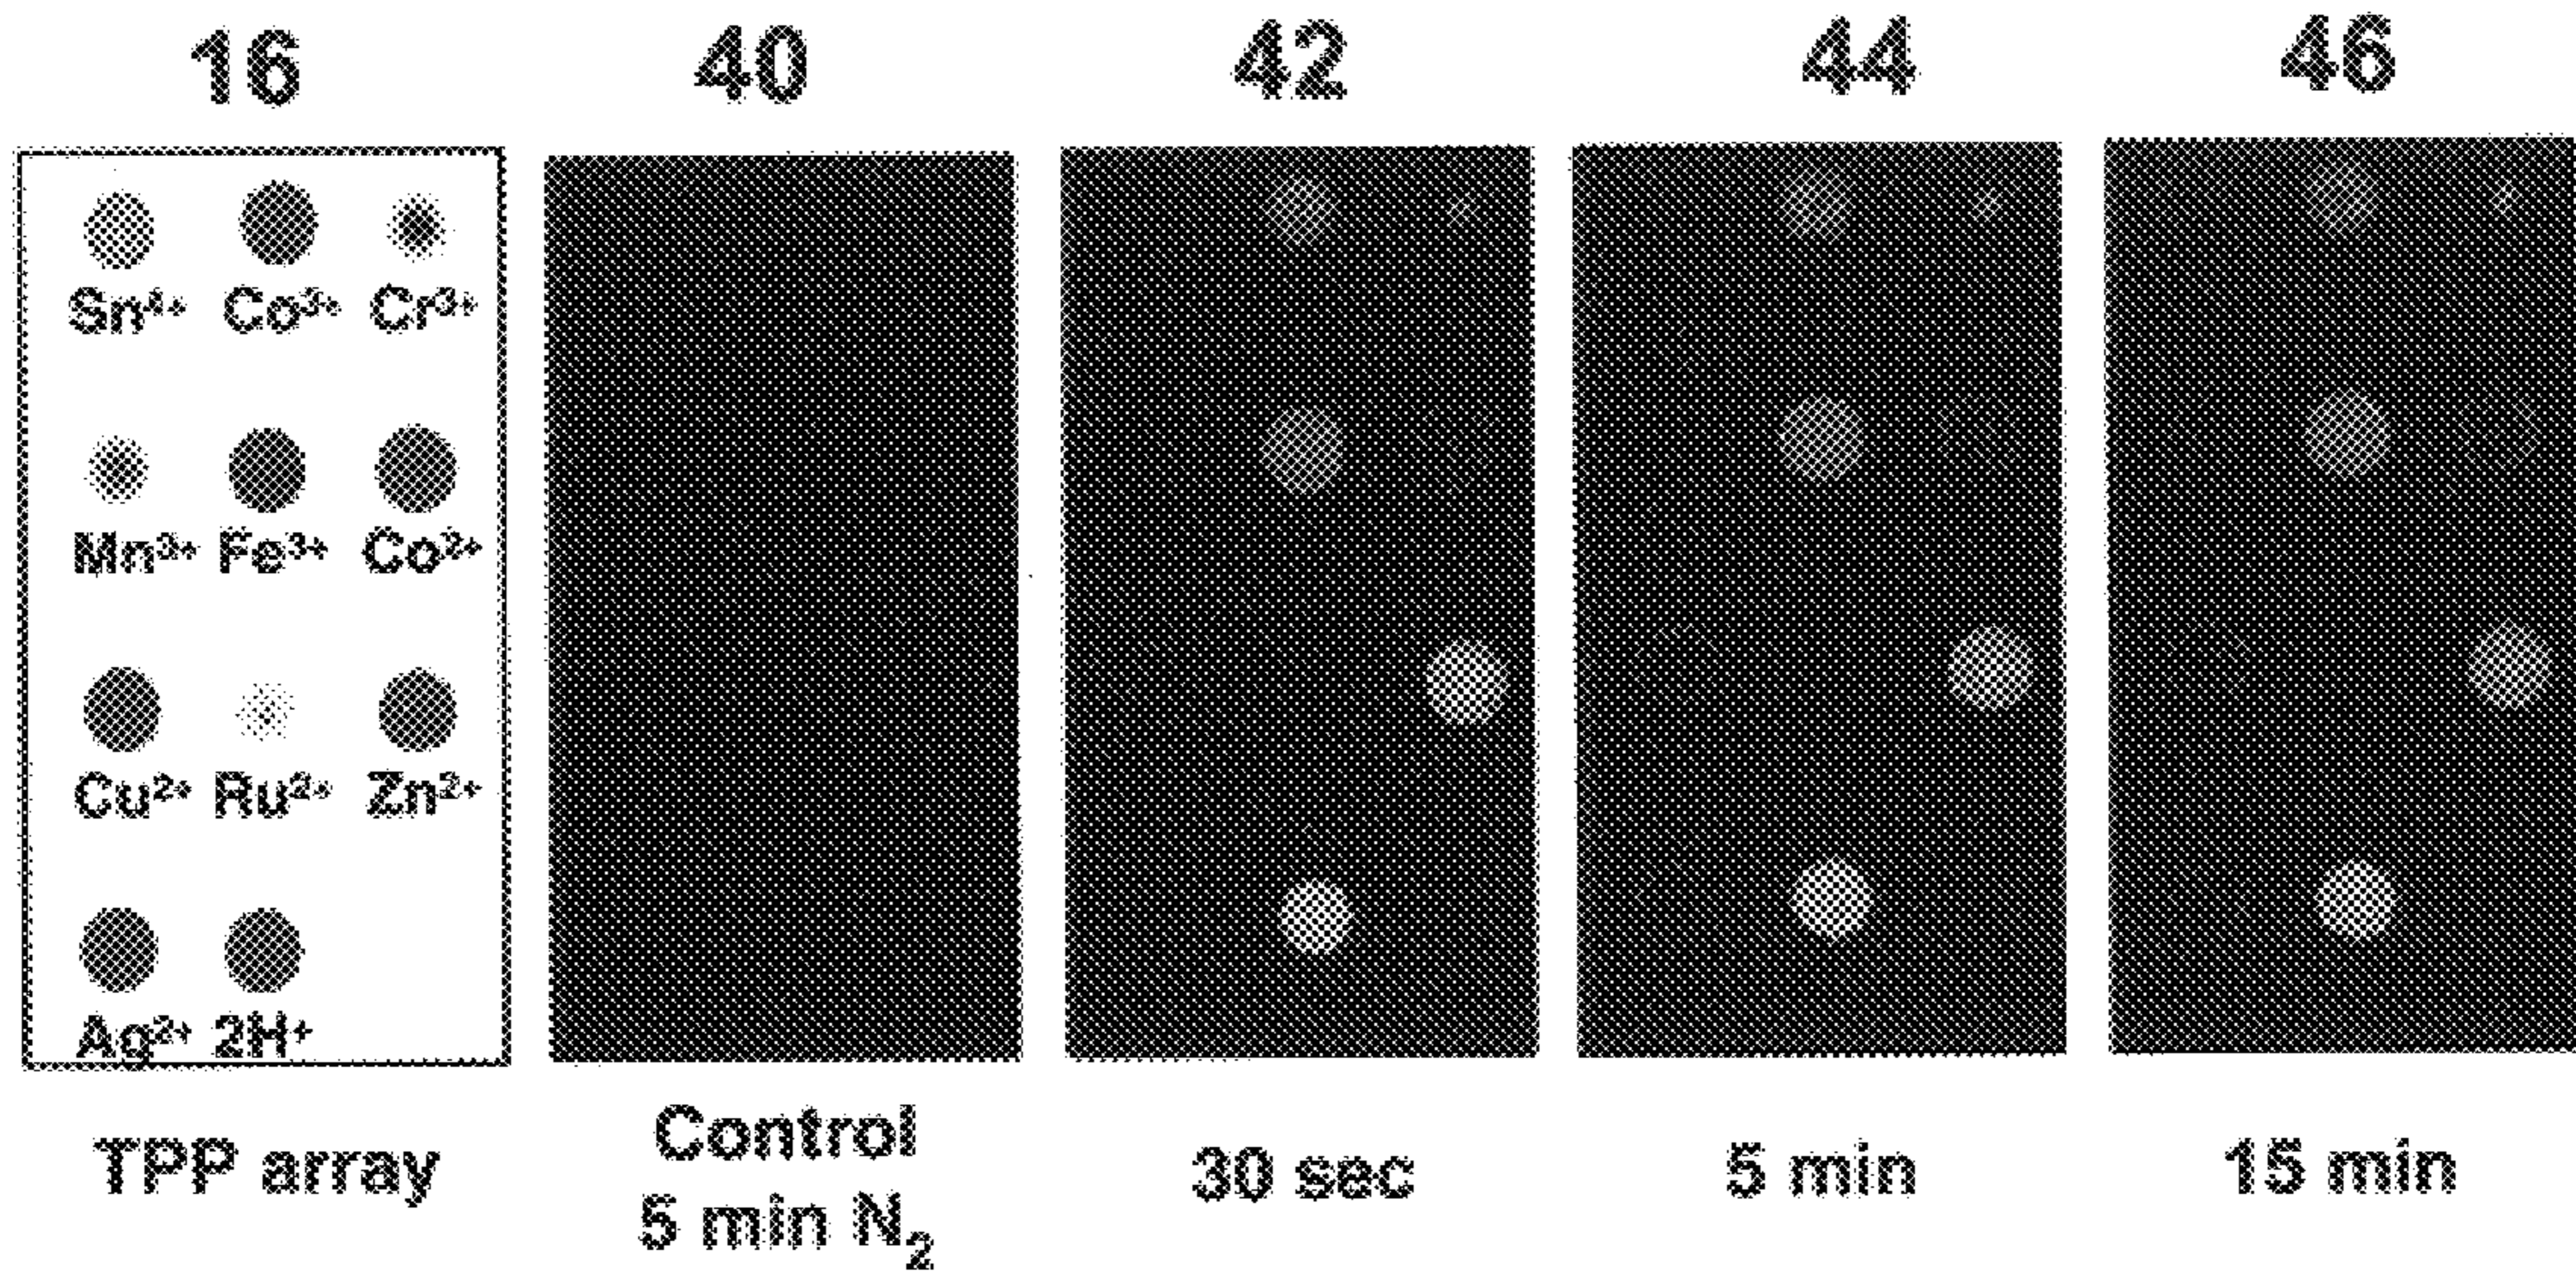 16 40 42 44 46
Sn⁴⁺ Co³⁺ Cr³⁺
Mn³⁺ Fe³⁺ Co²⁺
Cu²⁺ Ru²⁺ Zn²⁺
Ag²⁺ 2H⁺
TPP array
Control
5 min N₂
30 sec
5 min
15 min